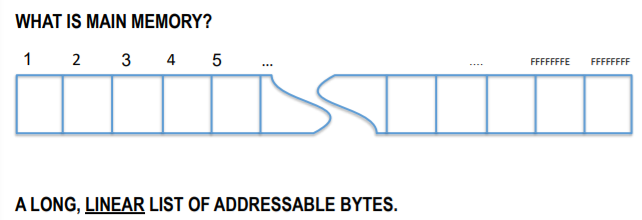 WHAT IS MAIN MEMORY?
1 2 3 4 5 ... .... FFFFFFFE FFFFFFFF
A LONG, LINEAR LIST OF ADDRESSABLE BYTES.